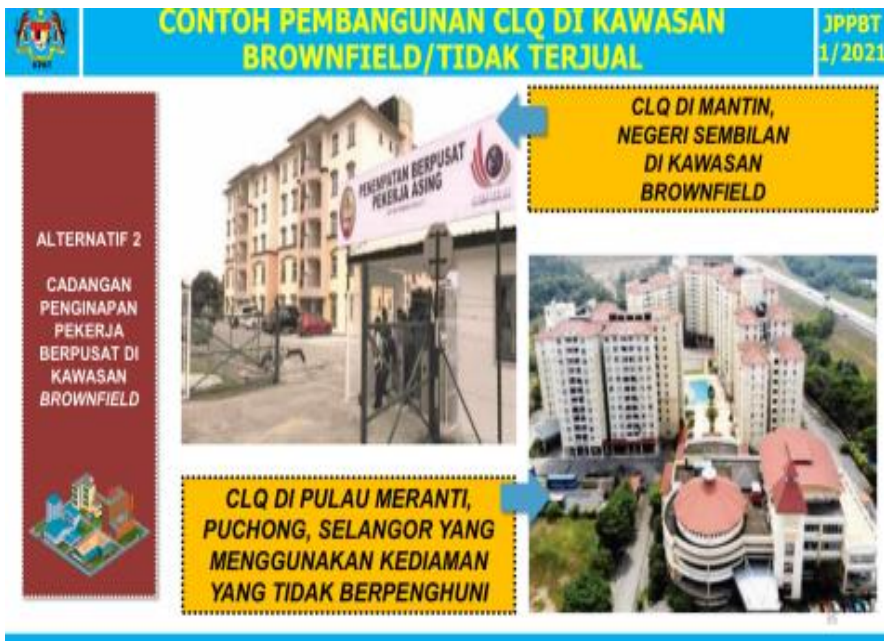 CONTOH PEMBANGUNAN CLQ DI KAWASAN
BROWNFIELD/TIDAK TERJUAL
JPPBT
1/2021
ALTERNATIF 2
CADANGAN
PENGINAPAN
PEKERJA
BERPUSAT DI
KAWASAN
BROWNFIELD
PENEMPATAN BERPUSAT
PEKERJA ASING
CLQ DI MANTIN,
NEGERI SEMBILAN
DI KAWASAN
BROWNFIELD
CLQ DI PULAU MERANTI,
PUCHONG, SELANGOR YANG
MENGGUNAKAN KEDIAMAN
YANG TIDAK BERPENGHUNI